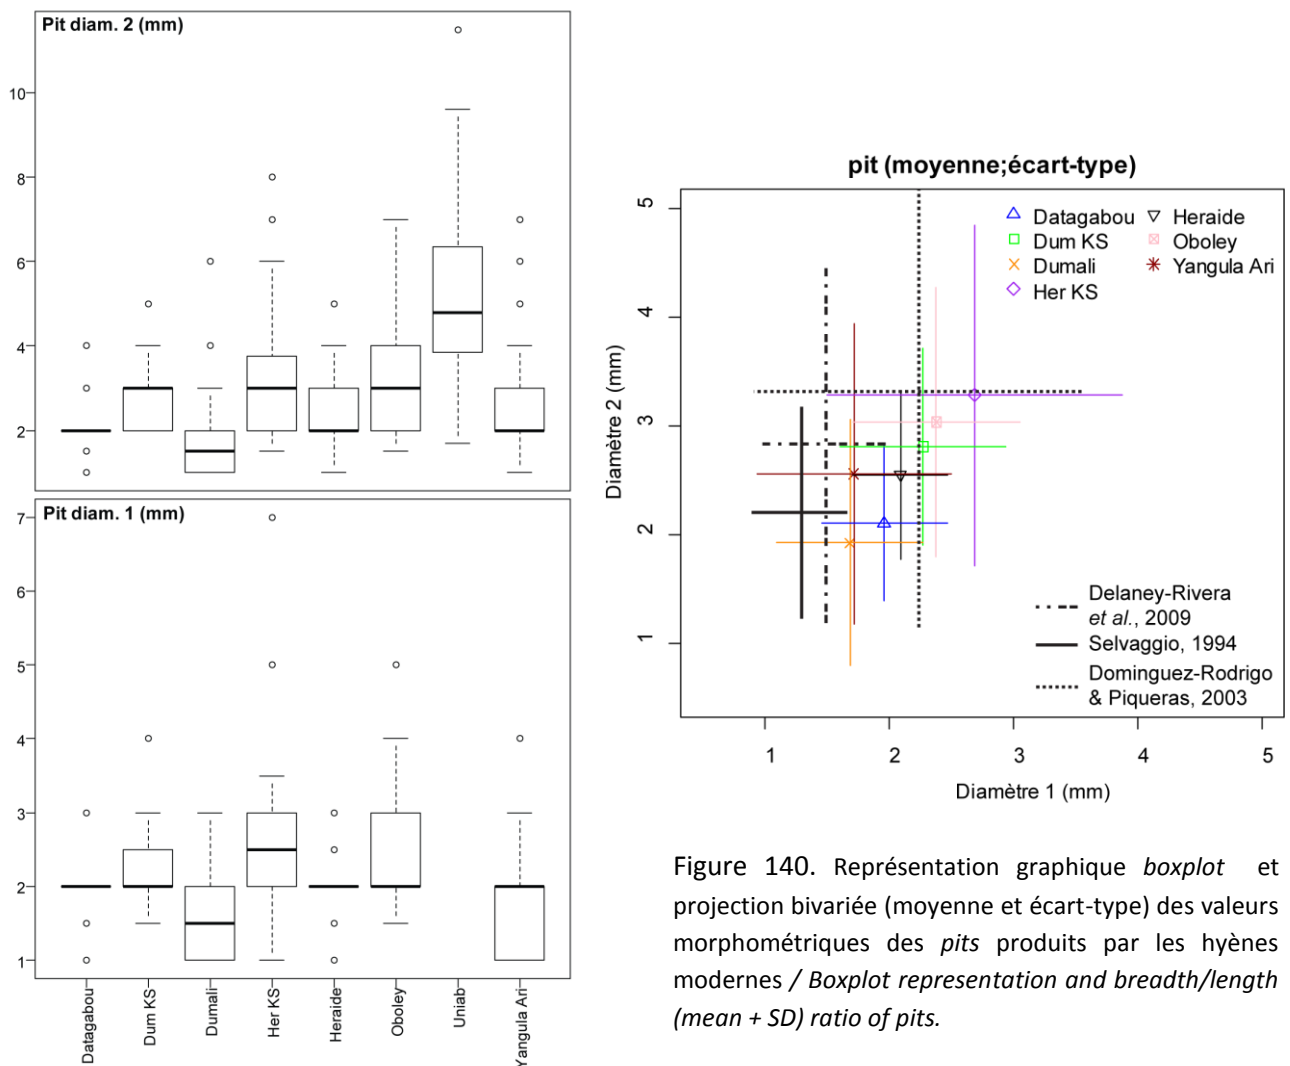 Pit diam. 2 (mm)
10
8
6
4
2
Pit diam. 1 (mm)
7
6
5
4
3
2
1
Datagabou
Dum KS
Dumali
Her KS
Heraide
Oboley
Uniab
Yangula Ari
pit (moyenne;écart-type)
Datagabou
Heraide
Dum KS
Oboley
Dumali
Yangula Ari
Her KS
Diamètre 2 (mm)
5
4
3
2
1
Delaney-Rivera
et al., 2009
Selvaggio, 1994
Dominguez-Rodrigo
& Piqueras, 2003
1 2 3 4 5
Diamètre 1 (mm)
Figure 140. Représentation graphique boxplot et
projection bivariée (moyenne et écart-type) des valeurs
morphométriques des pits produits par les hyènes
modernes / Boxplot representation and breadth/length
(mean + SD) ratio of pits.